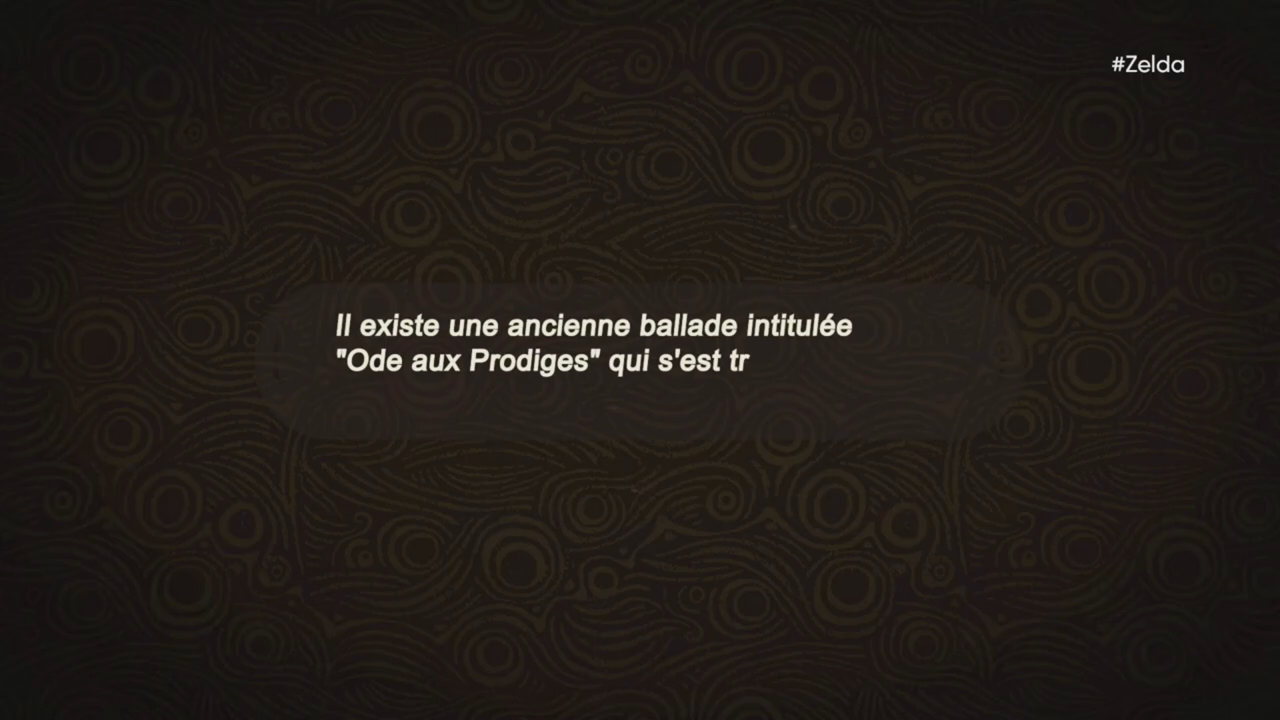 #Zelda
Il existe une ancienne ballade intitulée
"Ode aux Prodiges" qui s'est tr